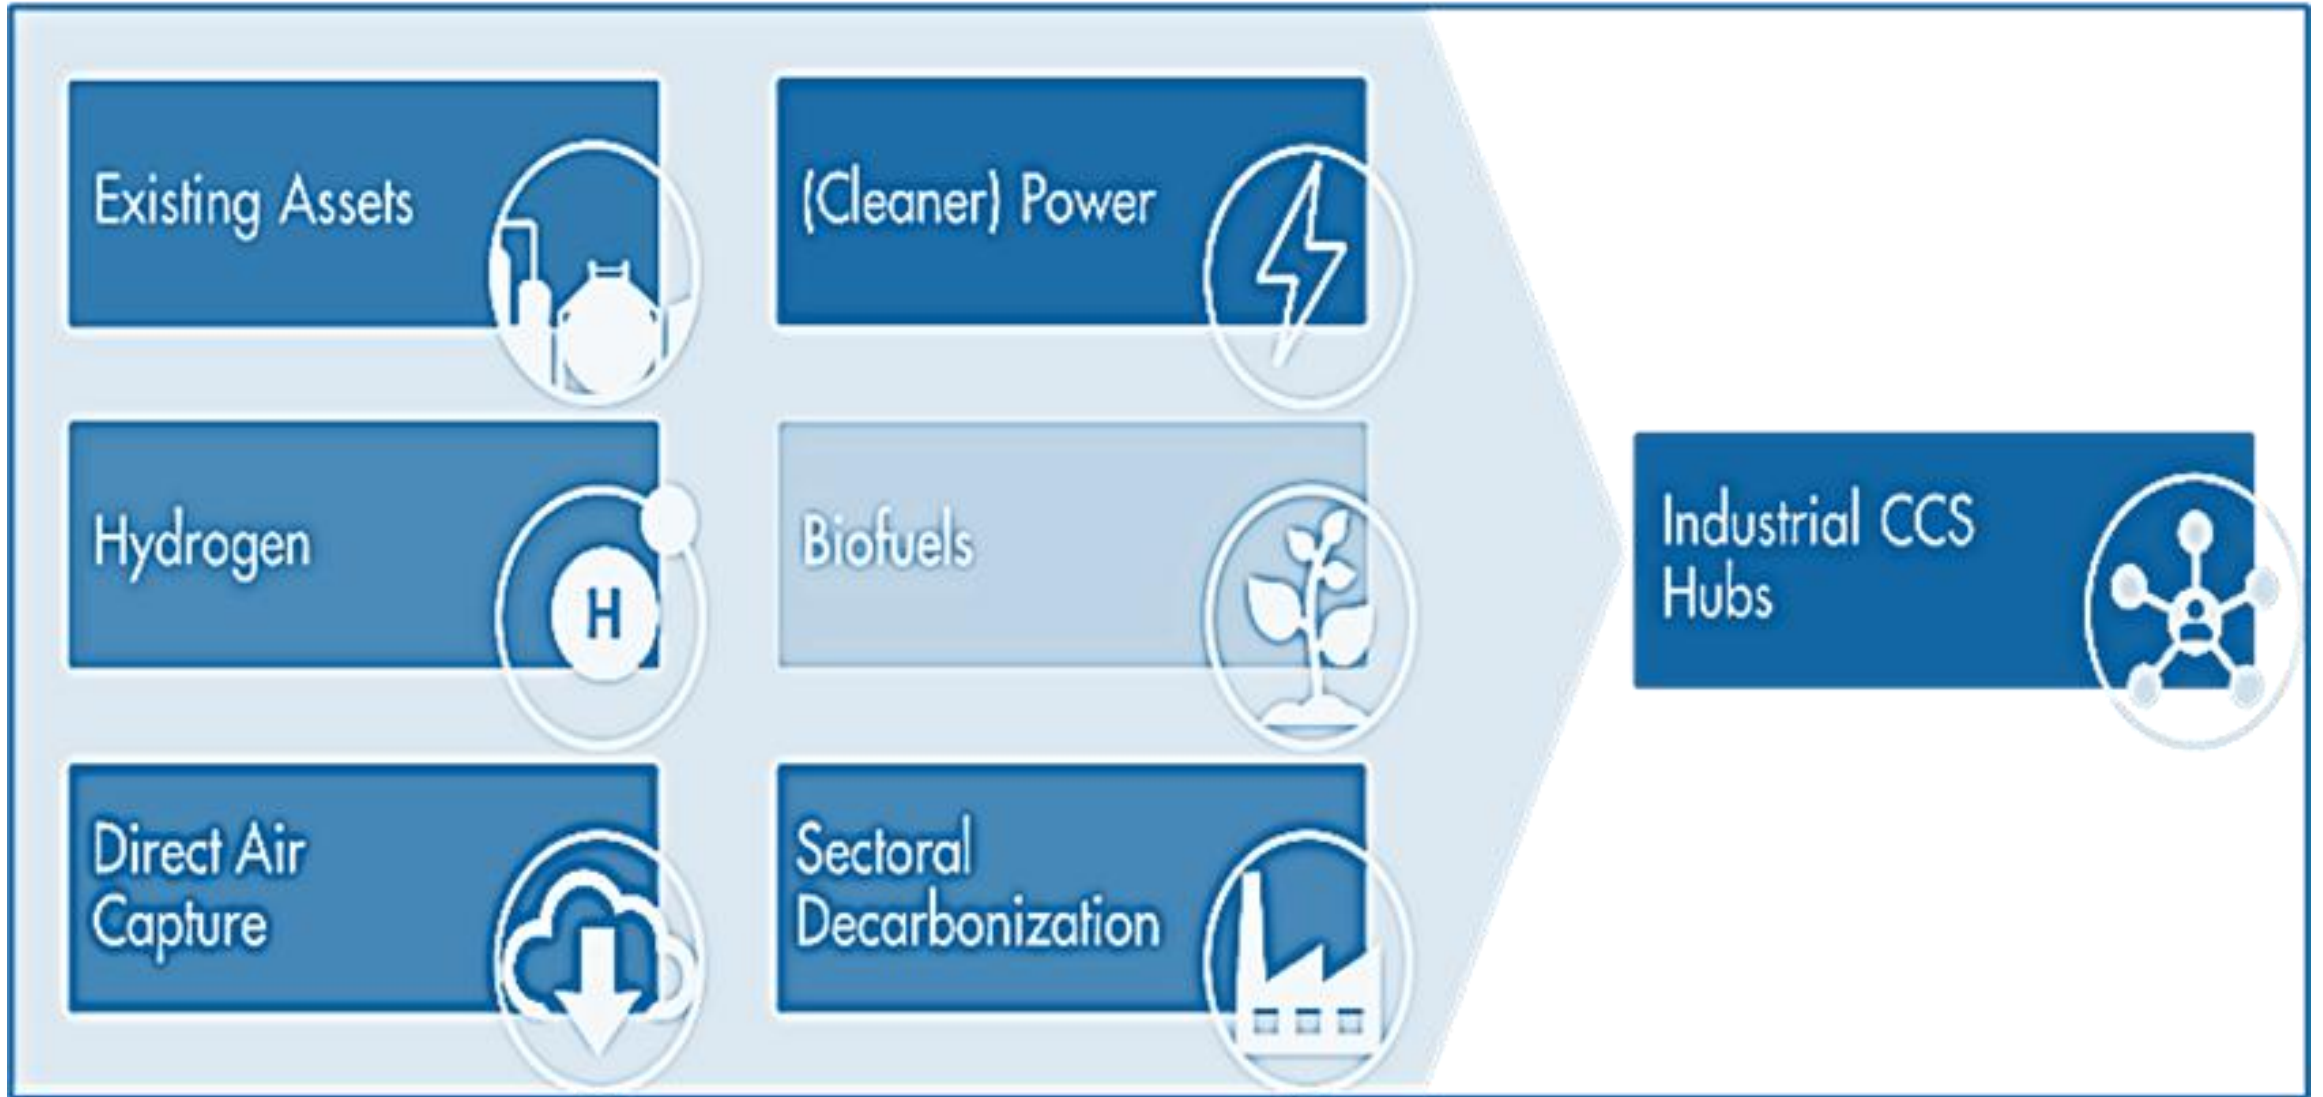 Existing Assets
(Cleaner) Power
Hydrogen
H
Biofuels
Industrial CCS
Hubs
Direct Air
Capture
Sectoral
Decarbonization